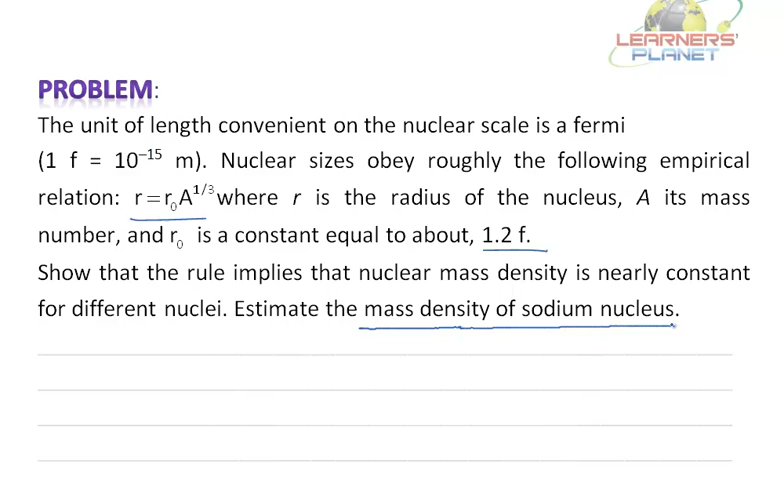 LEARNERS'
PLANET
PROBLEM:
The unit of length convenient on the nuclear scale is a fermi
(1 f = 10⁻¹⁵ m). Nuclear sizes obey roughly the following empirical
relation: r=r₀A¹/³ where r is the radius of the nucleus, A its mass
number, and r₀ is a constant equal to about, 1.2 f.
Show that the rule implies that nuclear mass density is nearly constant
for different nuclei. Estimate the mass density of sodium nucleus.